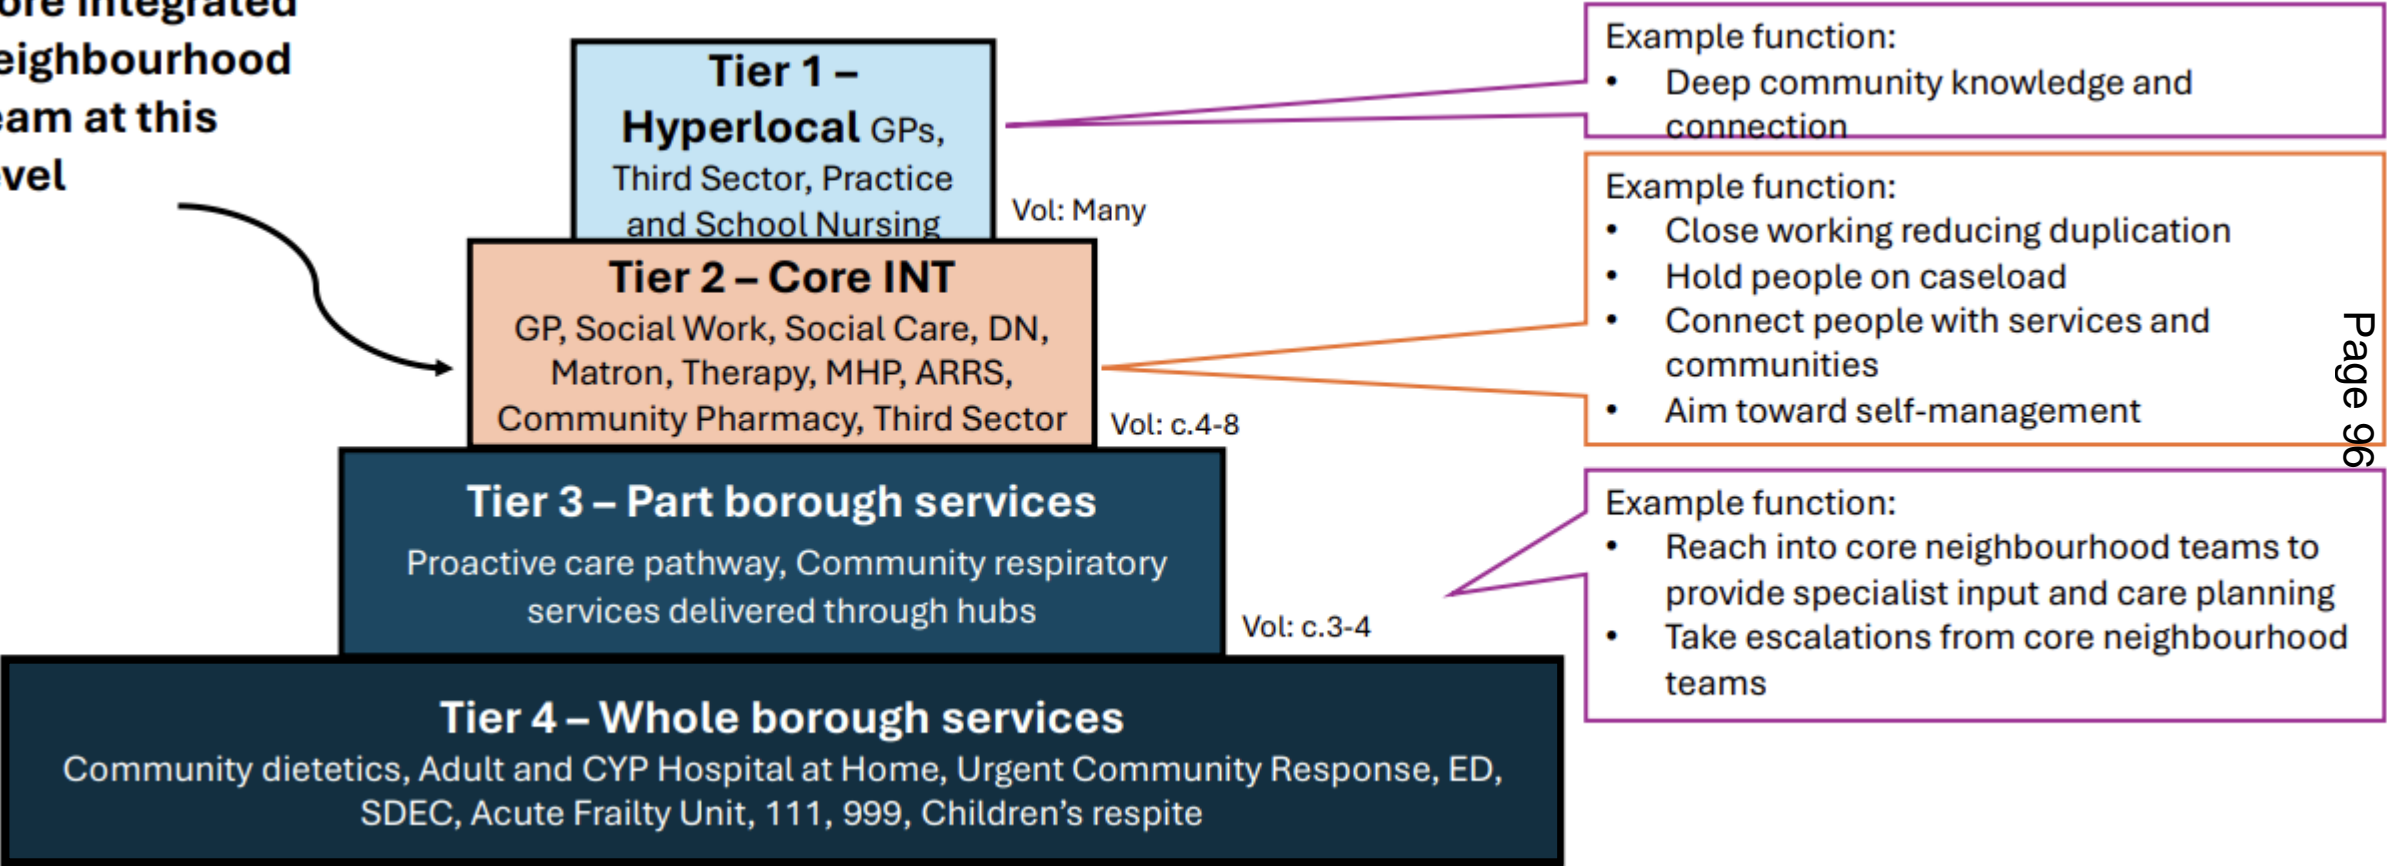 ore integrated
eighbourhood
eam at this
vel
Tier 1 –
Hyperlocal GPs,
Third Sector, Practice
and School Nursing
Vol: Many
Example function:
• Deep community knowledge and
connection
Tier 2 – Core INT
GP, Social Work, Social Care, DN,
Matron, Therapy, MHP, ARRS,
Community Pharmacy, Third Sector
Vol: c.4-8
Example function:
• Close working reducing duplication
• Hold people on caseload
• Connect people with services and
communities
• Aim toward self-management
Tier 3 – Part borough services
Proactive care pathway, Community respiratory
services delivered through hubs
Vol: c.3-4
Example function:
• Reach into core neighbourhood teams to
provide specialist input and care planning
• Take escalations from core neighbourhood
teams
Tier 4 – Whole borough services
Community dietetics, Adult and CYP Hospital at Home, Urgent Community Response, ED,
SDEC, Acute Frailty Unit, 111, 999, Children’s respite
Page 96